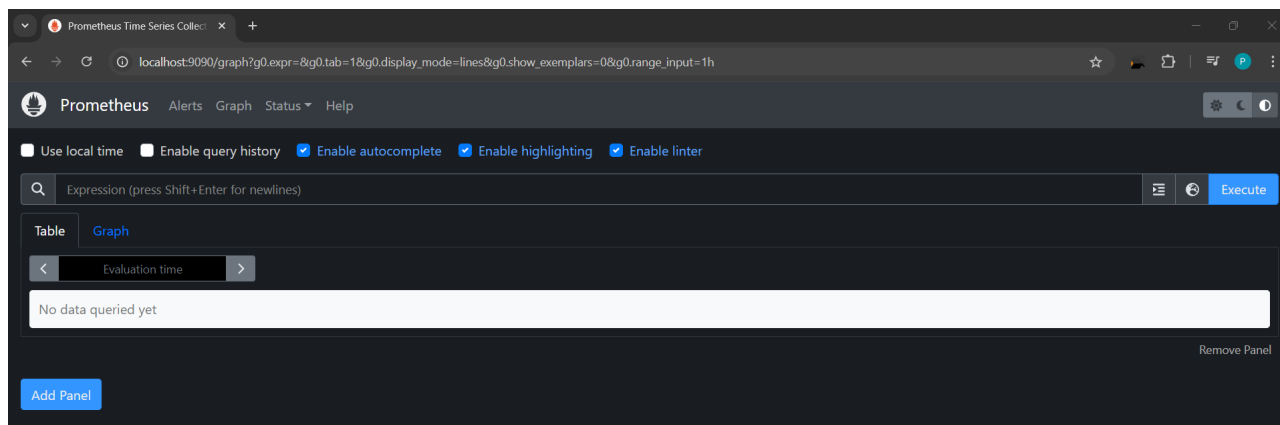 Prometheus Time Series Collect
localhost:9090/graph?g0.expr=&g0.tab=1&g0.display_mode=lines&g0.show_exemplars=0&g0.range_input=1h
P
Prometheus Alerts Graph Status Help
Use local time Enable query history Enable autocomplete Enable highlighting Enable linter
Expression (press Shift+Enter for newlines) Execute
Table Graph
Evaluation time
No data queried yet
Remove Panel
Add Panel